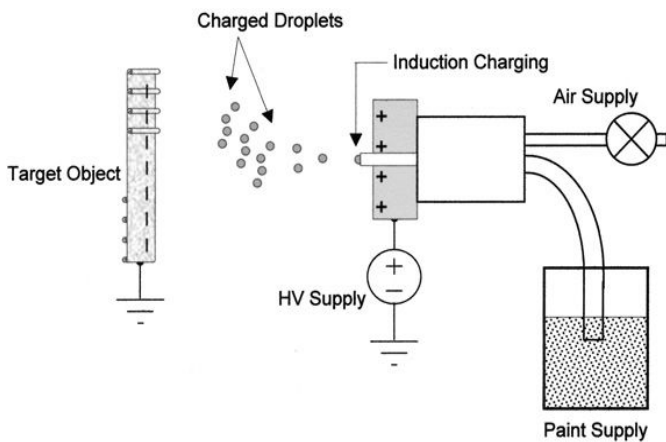 Charged Droplets
Induction Charging
Air Supply
Target Object
HV Supply
Paint Supply